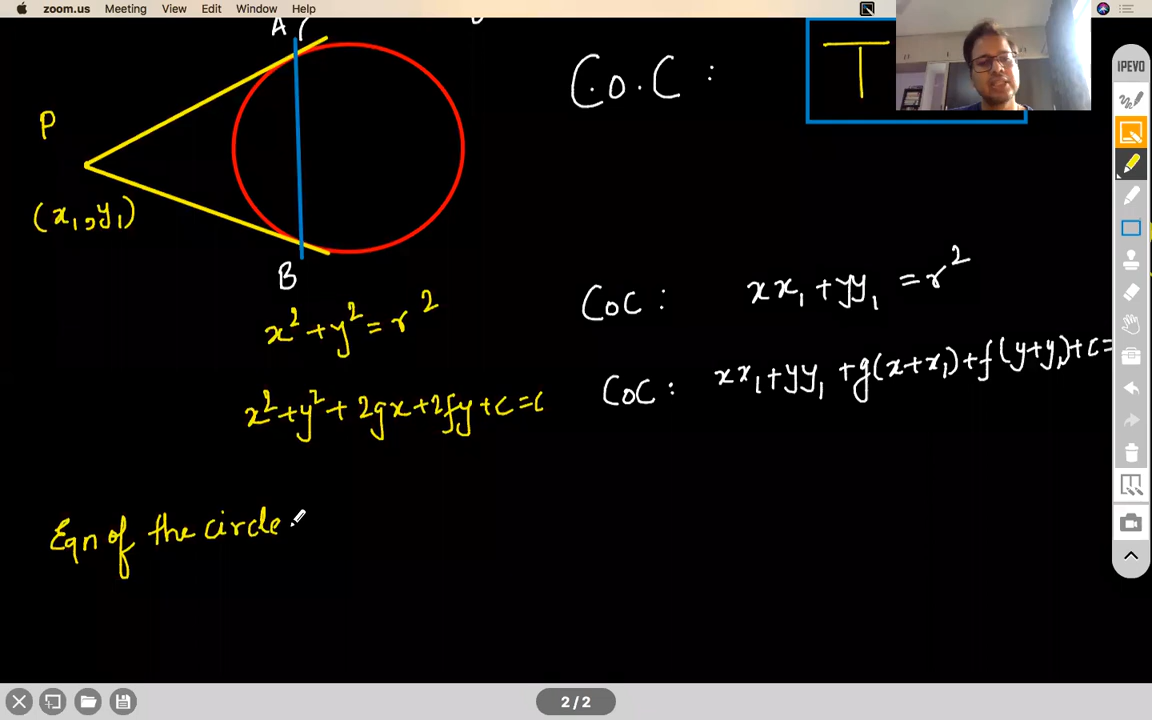 zoom.us Meeting View Edit Window Help
A
C.O.C :
T
IPEVO
P
(x₁, y₁)
B
CoC : xx₁ + yy₁ = r²
x² + y² = r²
CoC : xx₁ + yy₁ + g(x+x₁) + f(y+y₁) + c =
x² + y² + 2gx + 2fy + c = 0
Eqn of the circle
2 / 2